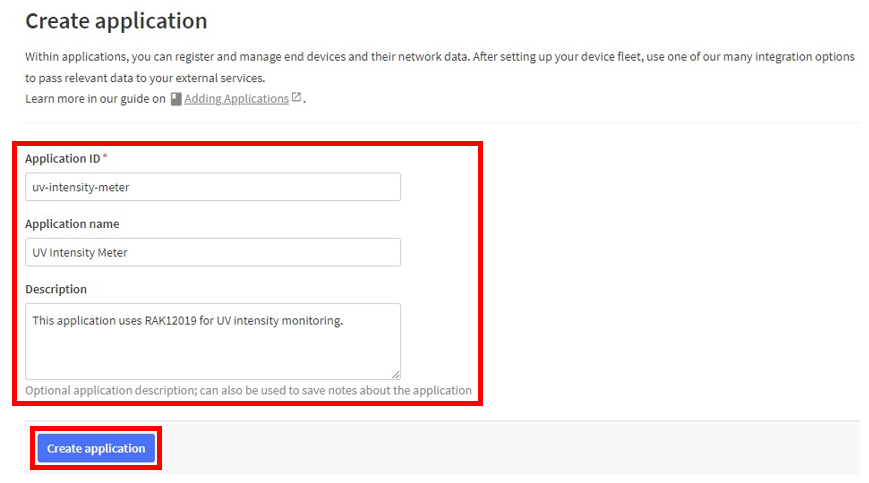 Create application
Within applications, you can register and manage end devices and their network data. After setting up your device fleet, use one of our many integration options
to pass relevant data to your external services.
Learn more in our guide on Adding Applications.
Application ID*
uv-intensity-meter
Application name
UV Intensity Meter
Description
This application uses RAK12019 for UV intensity monitoring.
Optional application description; can also be used to save notes about the application
Create application